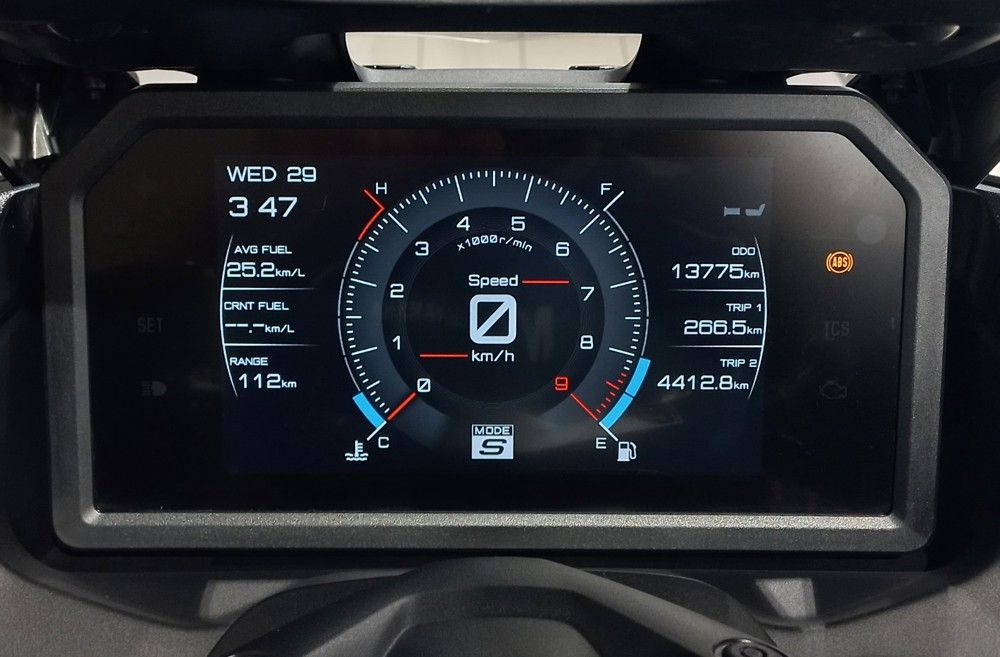 WED 29
3 47
AVG FUEL
25.2km/L
CRNT FUEL
--.-km/L
RANGE
112km
H
F
0
1
2
3
4
5
6
7
8
9
x1000r/min
Speed
0
km/h
C
E
MODE
S
ODO
13775km
TRIP 1
266.5km
TRIP 2
4412.8km
ABS
SET
TCS